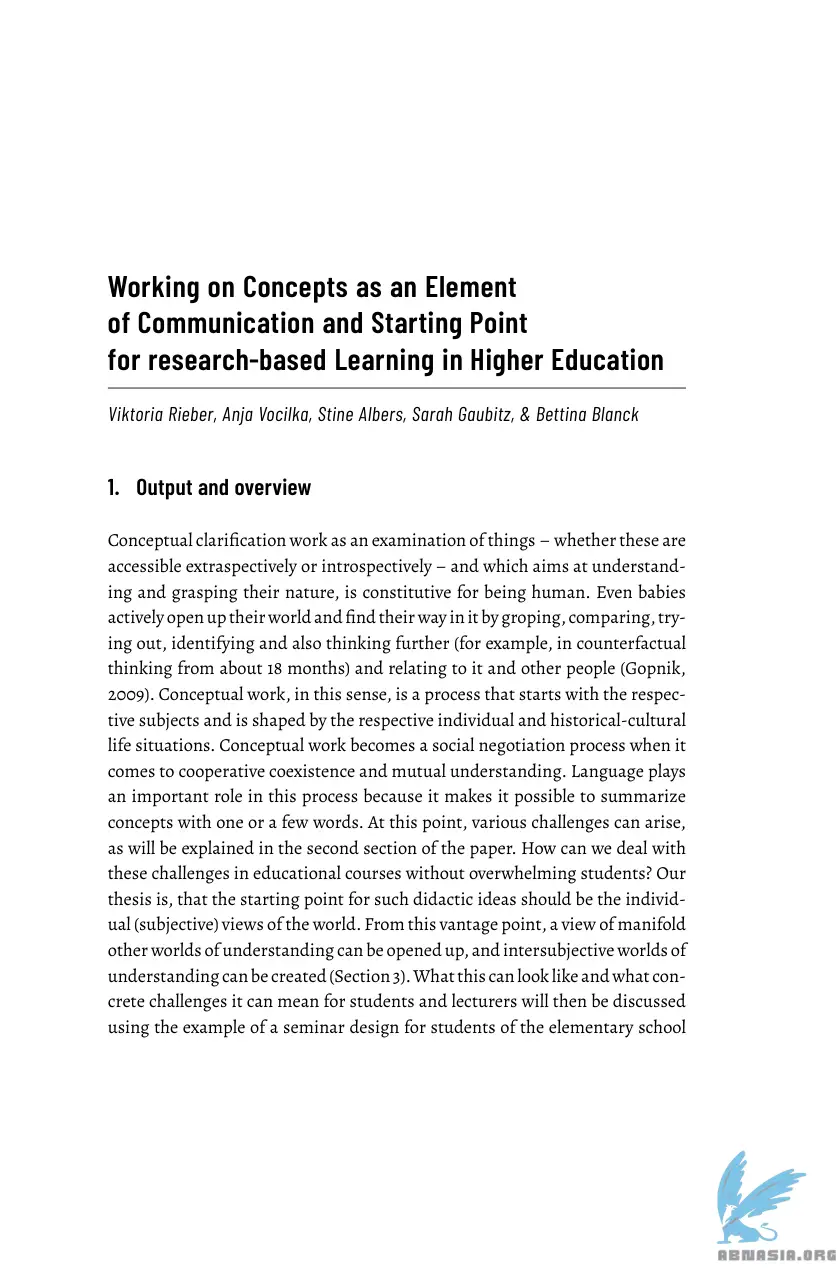 Working on Concepts as an Element
of Communication and Starting Point
for research-based Learning in Higher Education
Viktoria Rieber, Anja Vocilka, Stine Albers, Sarah Gaubitz, & Bettina Blanck
1. Output and overview
Conceptual clarification work as an examination of things – whether these are
accessible extraspectively or introspectively – and which aims at understand-
ing and grasping their nature, is constitutive for being human. Even babies
actively open up their world and find their way in it by groping, comparing, try-
ing out, identifying and also thinking further (for example, in counterfactual
thinking from about 18 months) and relating to it and other people (Gopnik,
2009). Conceptual work, in this sense, is a process that starts with the respec-
tive subjects and is shaped by the respective individual and historical-cultural
life situations. Conceptual work becomes a social negotiation process when it
comes to cooperative coexistence and mutual understanding. Language plays
an important role in this process because it makes it possible to summarize
concepts with one or a few words. At this point, various challenges can arise,
as will be explained in the second section of the paper. How can we deal with
these challenges in educational courses without overwhelming students? Our
thesis is, that the starting point for such didactic ideas should be the individ-
ual (subjective) views of the world. From this vantage point, a view of manifold
other worlds of understanding can be opened up, and intersubjective worlds of
understanding can be created (Section 3). What this can look like and what con-
crete challenges it can mean for students and lecturers will then be discussed
using the example of a seminar design for students of the elementary school
ABNASIA.ORG